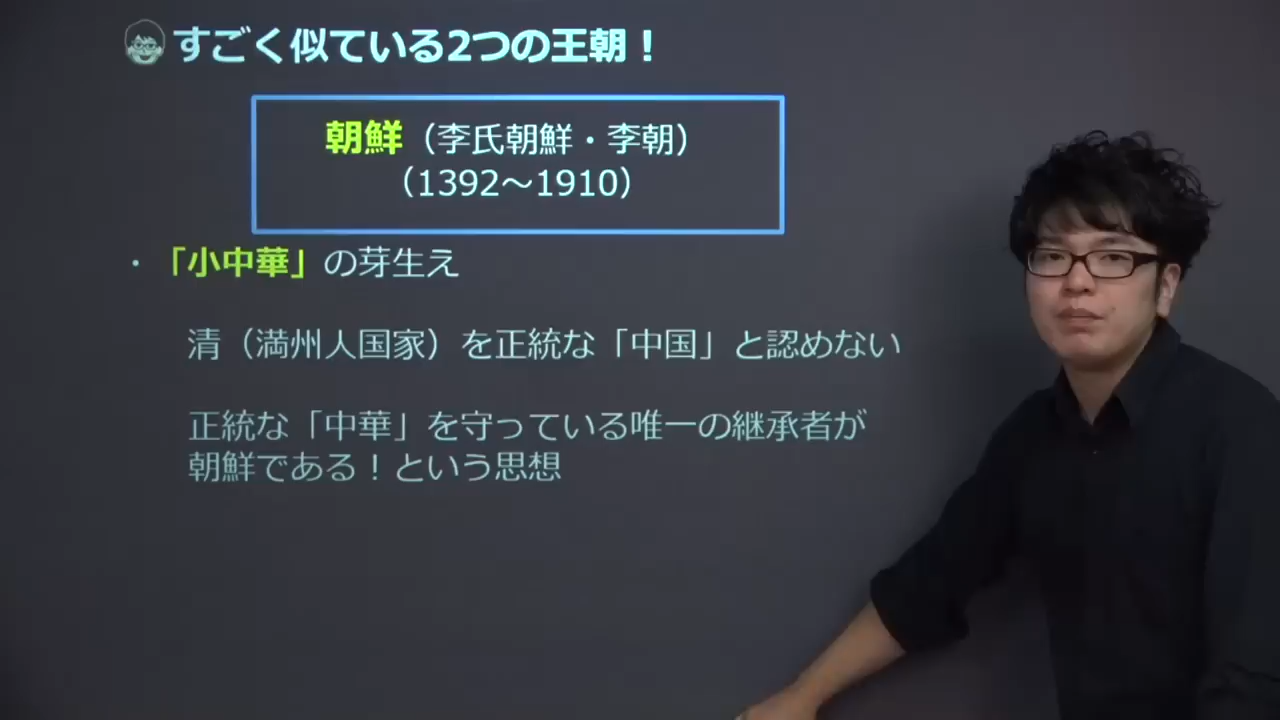 すごく似ている2つの王朝！
朝鮮（李氏朝鮮・李朝）
（1392～1910）
・「小中華」の芽生え
清（満州人国家）を正統な「中国」と認めない
正統な「中華」を守っている唯一の継承者が
朝鮮である！という思想